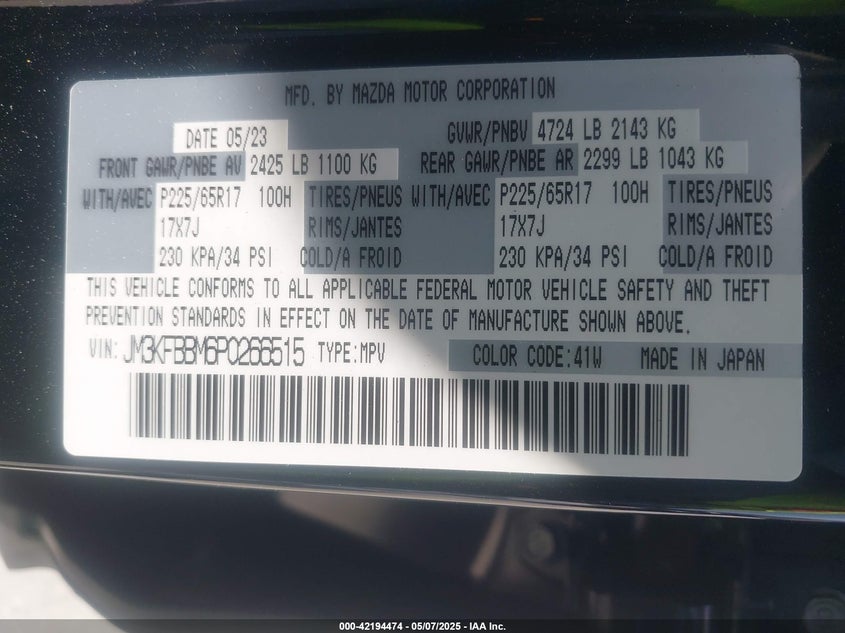 MFD. BY MAZDA MOTOR CORPORATION
DATE 05/23 GVWR/PNBV 4724 LB 2143 KG
FRONT GAWR/PNBE AV 2425 LB 1100 KG REAR GAWR/PNBE AR 2299 LB 1043 KG
WITH/AVEC P225/65R17 100H TIRES/PNEUS WITH/AVEC P225/65R17 100H TIRES/PNEUS
17X7J RIMS/JANTES 17X7J RIMS/JANTES
230 KPA/34 PSI COLD/A FROID 230 KPA/34 PSI COLD/A FROID
THIS VEHICLE CONFORMS TO ALL APPLICABLE FEDERAL MOTOR VEHICLE SAFETY AND THEFT
PREVENTION STANDARDS IN EFFECT ON THE DATE OF MANUFACTURE SHOWN ABOVE.
VIN: JM3KFBBM6P0266515 TYPE:MPV COLOR CODE:41W MADE IN JAPAN
000-42194474 — 05/07/2025 — IAA Inc.